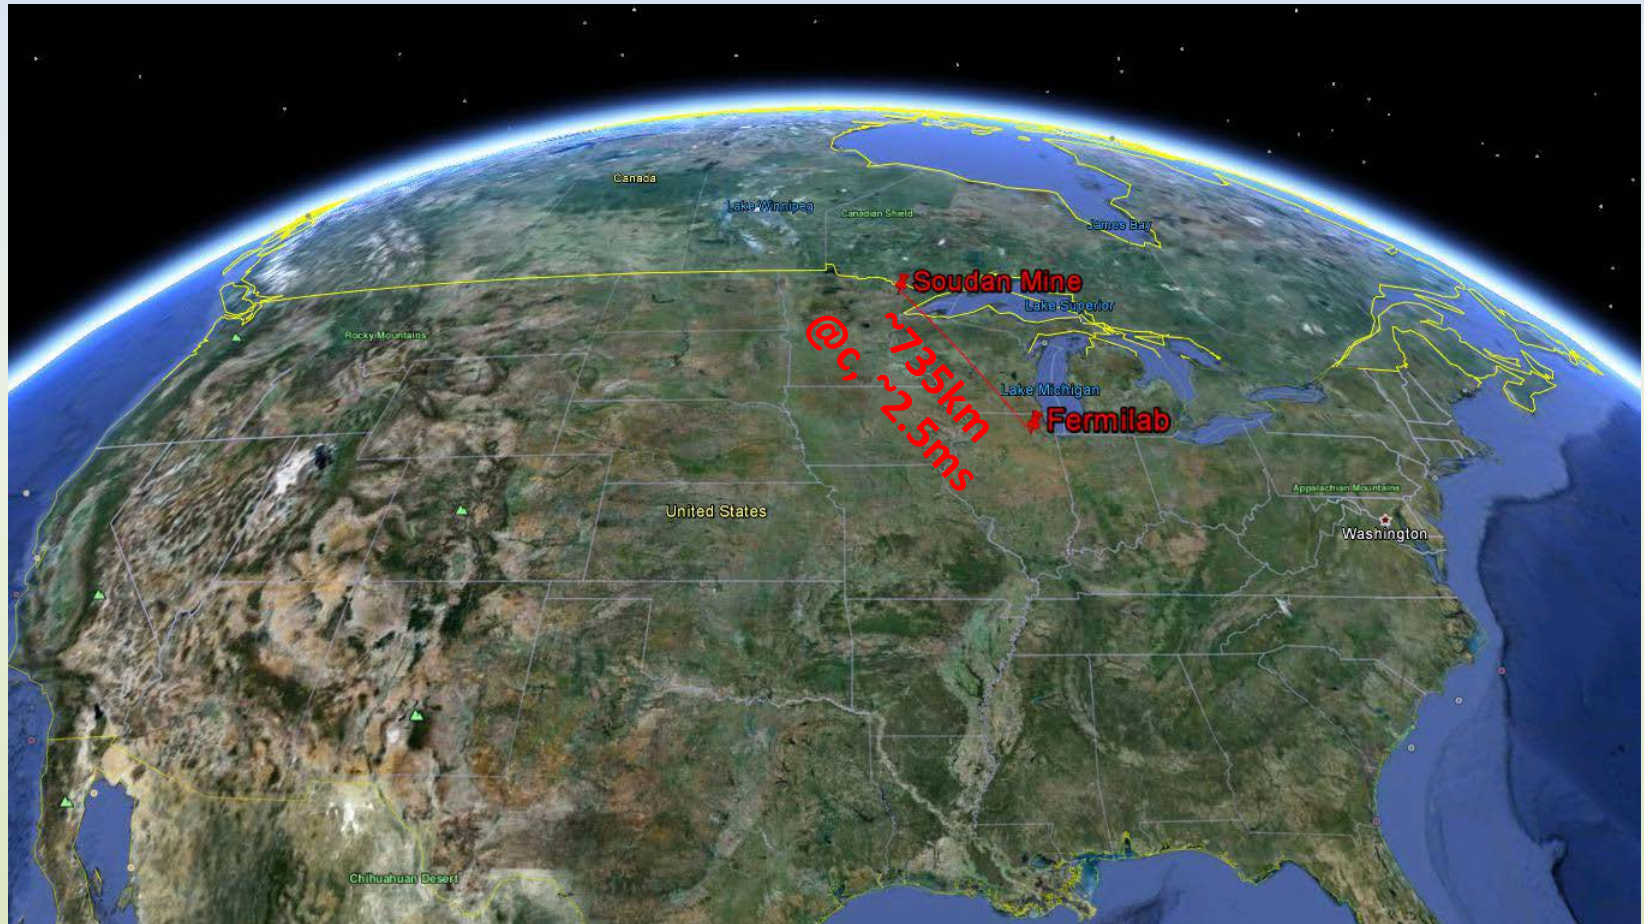 Canada
Lake Winnipeg
Canadian Shield
James Bay
Soudan Mine
Lake Superior
Rocky Mountains
~735km
@c, ~2.5ms
Lake Michigan
Fermilab
Appalachian Mountains
United States
Washington
Chihuahuan Desert